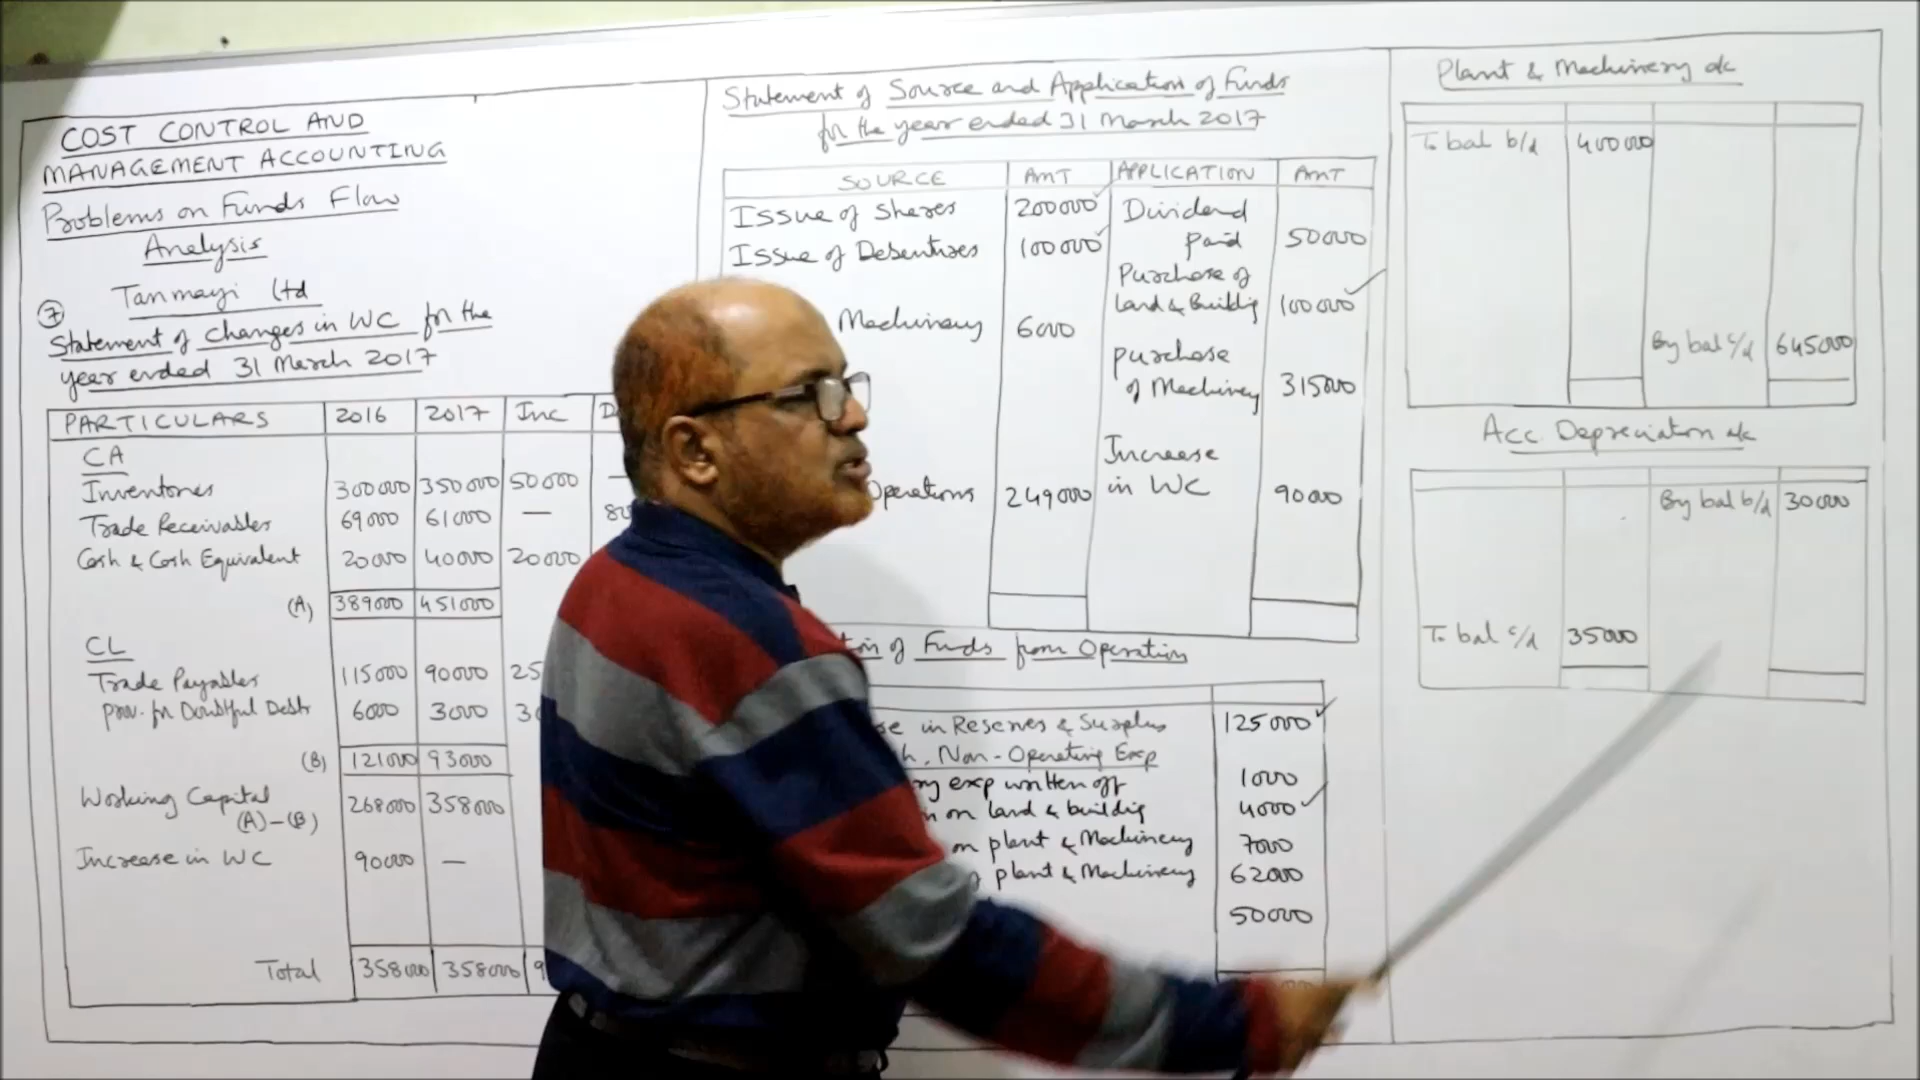 COST CONTROL AND
MANAGEMENT ACCOUNTING
Problems on Funds Flow
Analysis
Tanmayi Ltd
7
Statement of changes in WC for the
year ended 31 March 2017
PARTICULARS 2016 2017 Inc
CA
Inventories 300000 350000 50000 —
Trade Receivables 69000 61000 —
Cash & Cash Equivalent 20000 40000 20000
(A) 389000 451000
CL
Trade Payables 115000 90000 25
Prov. for Doubtful Debts 6000 3000
(B) 121000 93000
Working Capital
(A)-(B) 268000 358000
Increase in WC 90000 —
Total 358000 358000 9
Statement of Source and Application of Funds
for the year ended 31 March 2017
SOURCE AMT APPLICATION AMT
Issue of Shares 200000 Dividend
paid 50000
Issue of Debentures 100000
Purchase of
Land & Building 100000
Machinery 6000
purchase
of Machinery 315000
Increase
in WC 90000
Operations 249000
of Funds from Operation
in Reserves & Surplus 125000
Non-Operating Exp
exp written off 1000
on land & building 4000
on plant & Machinery 7000
plant & Machinery 62000
50000
Plant & Machinery a/c
To bal b/d 400000
By bal c/d 645000
Acc. Depreciation a/c
By bal b/d 30000
To bal c/d 35000